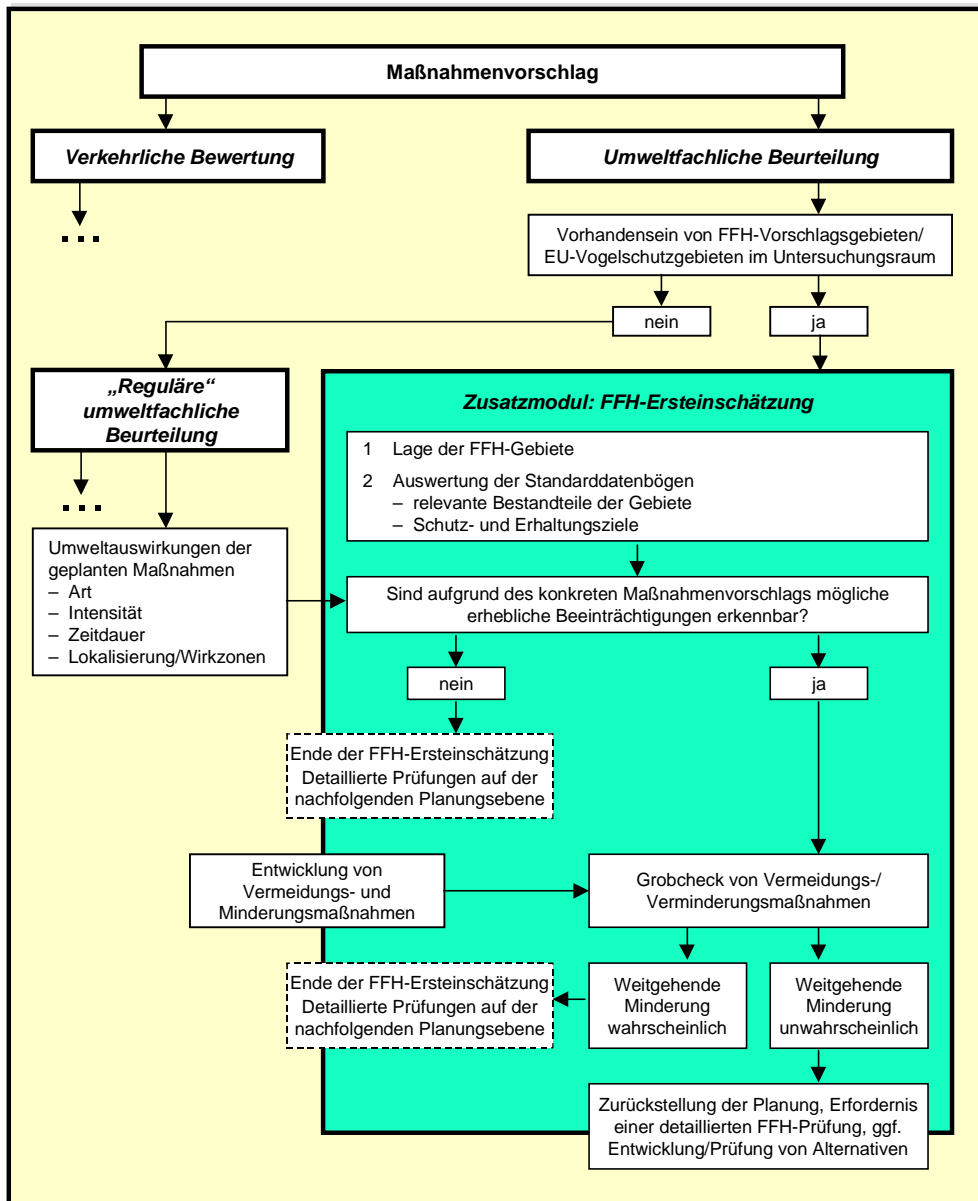 Maßnahmenvorschlag
Verkehrliche Bewertung
Umweltfachliche Beurteilung
...
Vorhandensein von FFH-Vorschlagsgebieten/
EU-Vogelschutzgebieten im Untersuchungsraum
nein
ja
„Reguläre“
umweltfachliche
Beurteilung
...
Umweltauswirkungen der
geplanten Maßnahmen
– Art
– Intensität
– Zeitdauer
– Lokalisierung/Wirkzonen
Zusatzmodul: FFH-Ersteinschätzung
1 Lage der FFH-Gebiete
2 Auswertung der Standarddatenbögen
– relevante Bestandteile der Gebiete
– Schutz- und Erhaltungsziele
Sind aufgrund des konkreten Maßnahmenvorschlags mögliche
erhebliche Beeinträchtigungen erkennbar?
nein
ja
Ende der FFH-Ersteinschätzung
Detaillierte Prüfungen auf der
nachfolgenden Planungsebene
Entwicklung von
Vermeidungs- und
Minderungsmaßnahmen
Grobcheck von Vermeidungs-/
Verminderungsmaßnahmen
Ende der FFH-Ersteinschätzung
Detaillierte Prüfungen auf der
nachfolgenden Planungsebene
Weitgehende
Minderung
wahrscheinlich
Weitgehende
Minderung
unwahrscheinlich
Zurückstellung der Planung, Erfordernis
einer detaillierten FFH-Prüfung, ggf.
Entwicklung/Prüfung von Alternativen